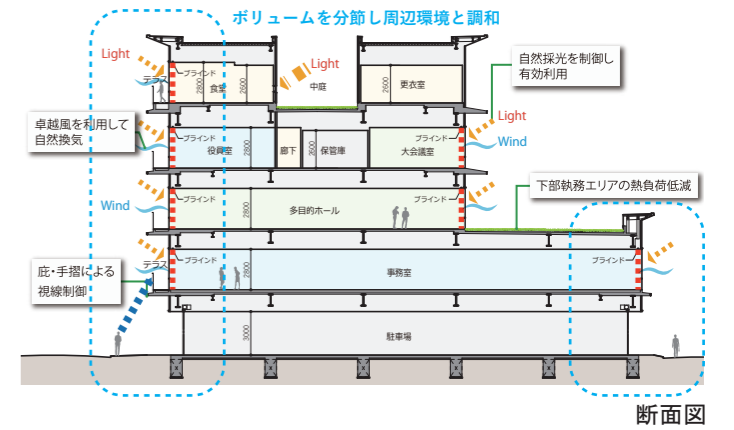 ボリュームを分節し周辺環境と調和
Light
Light
自然採光を制御し
有効利用
テラス
ブラインド
2800
食堂
2600
中庭
2600
更衣室
Light
卓越風を利用して
自然換気
ブラインド
役員室
2800
廊下
2600
保管庫
大会議室
ブラインド
Wind
下部執務エリアの熱負荷低減
Wind
ブラインド
2800
多目的ホール
ブラインド
庇・手摺による
視線制御
テラス
ブラインド
2800
事務室
ブラインド
3000
駐車場
断面図